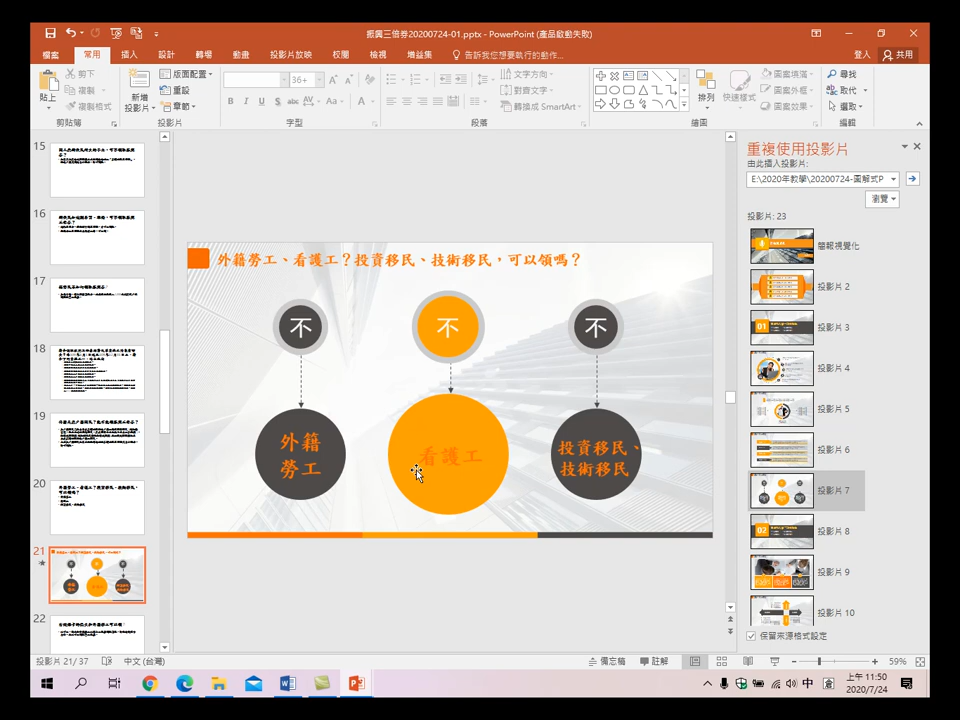 振興三倍券20200724-01.pptx - PowerPoint (產品啟動失敗)
檔案 常用 插入 設計 轉場 動畫 投影片放映 校閱 檢視 增益集 告訴我您想要執行的動作... 登入 共用
貼上
剪下
複製
複製格式
剪貼簿
新增
投影片
版面配置
重設
章節
投影片
36+
B I U S abc AV Aa A
字型
文字方向
對齊文字
轉換成 SmartArt
段落
排列
快速樣式
圖案填滿
圖案外框
圖案效果
繪圖
尋找
取代
選取
編輯
15
16
17
18
19
20
21
22
外籍勞工、看護工？投資移民、技術移民，可以領嗎？
不
不
不
外籍
勞工
看護工
投資移民、
技術移民
重複使用投影片
由此插入投影片:
E:\2020年教學\20200724-圖解式P
瀏覽
投影片: 23
簡報視覺化
投影片 2
投影片 3
投影片 4
投影片 5
投影片 6
投影片 7
投影片 8
投影片 9
投影片 10
保留來源格式設定
投影片 21/37 中文 (台灣) 備忘稿 註解 59%
中 上午 11:50
2020/7/24